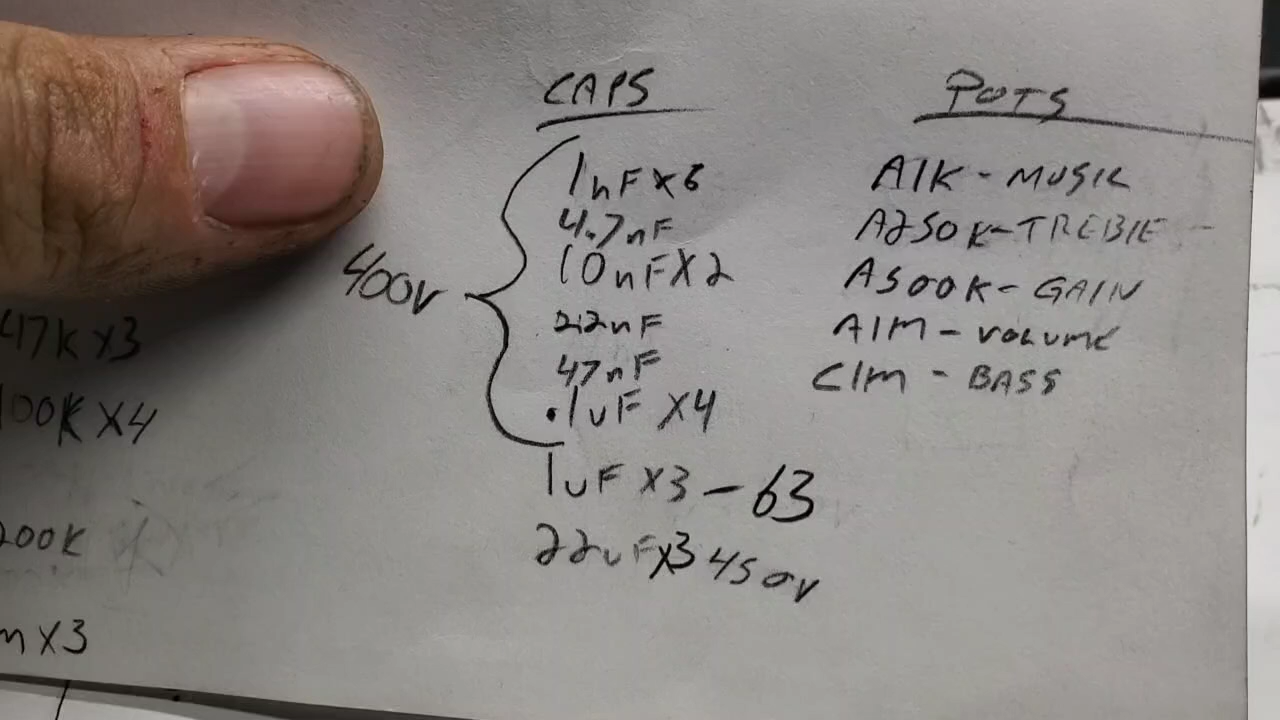 CAPS
1nF X6
4.7nF
10nF X2
22nF
47nF
.1uF X4
400v
1uF X3 - 63
22uF X3 450v
POTS
A1K - MUSIC
A250K - TREBLE
A500K - GAIN
A1M - VOLUME
C1M - BASS
47K X3
100K X4
200K
m X3